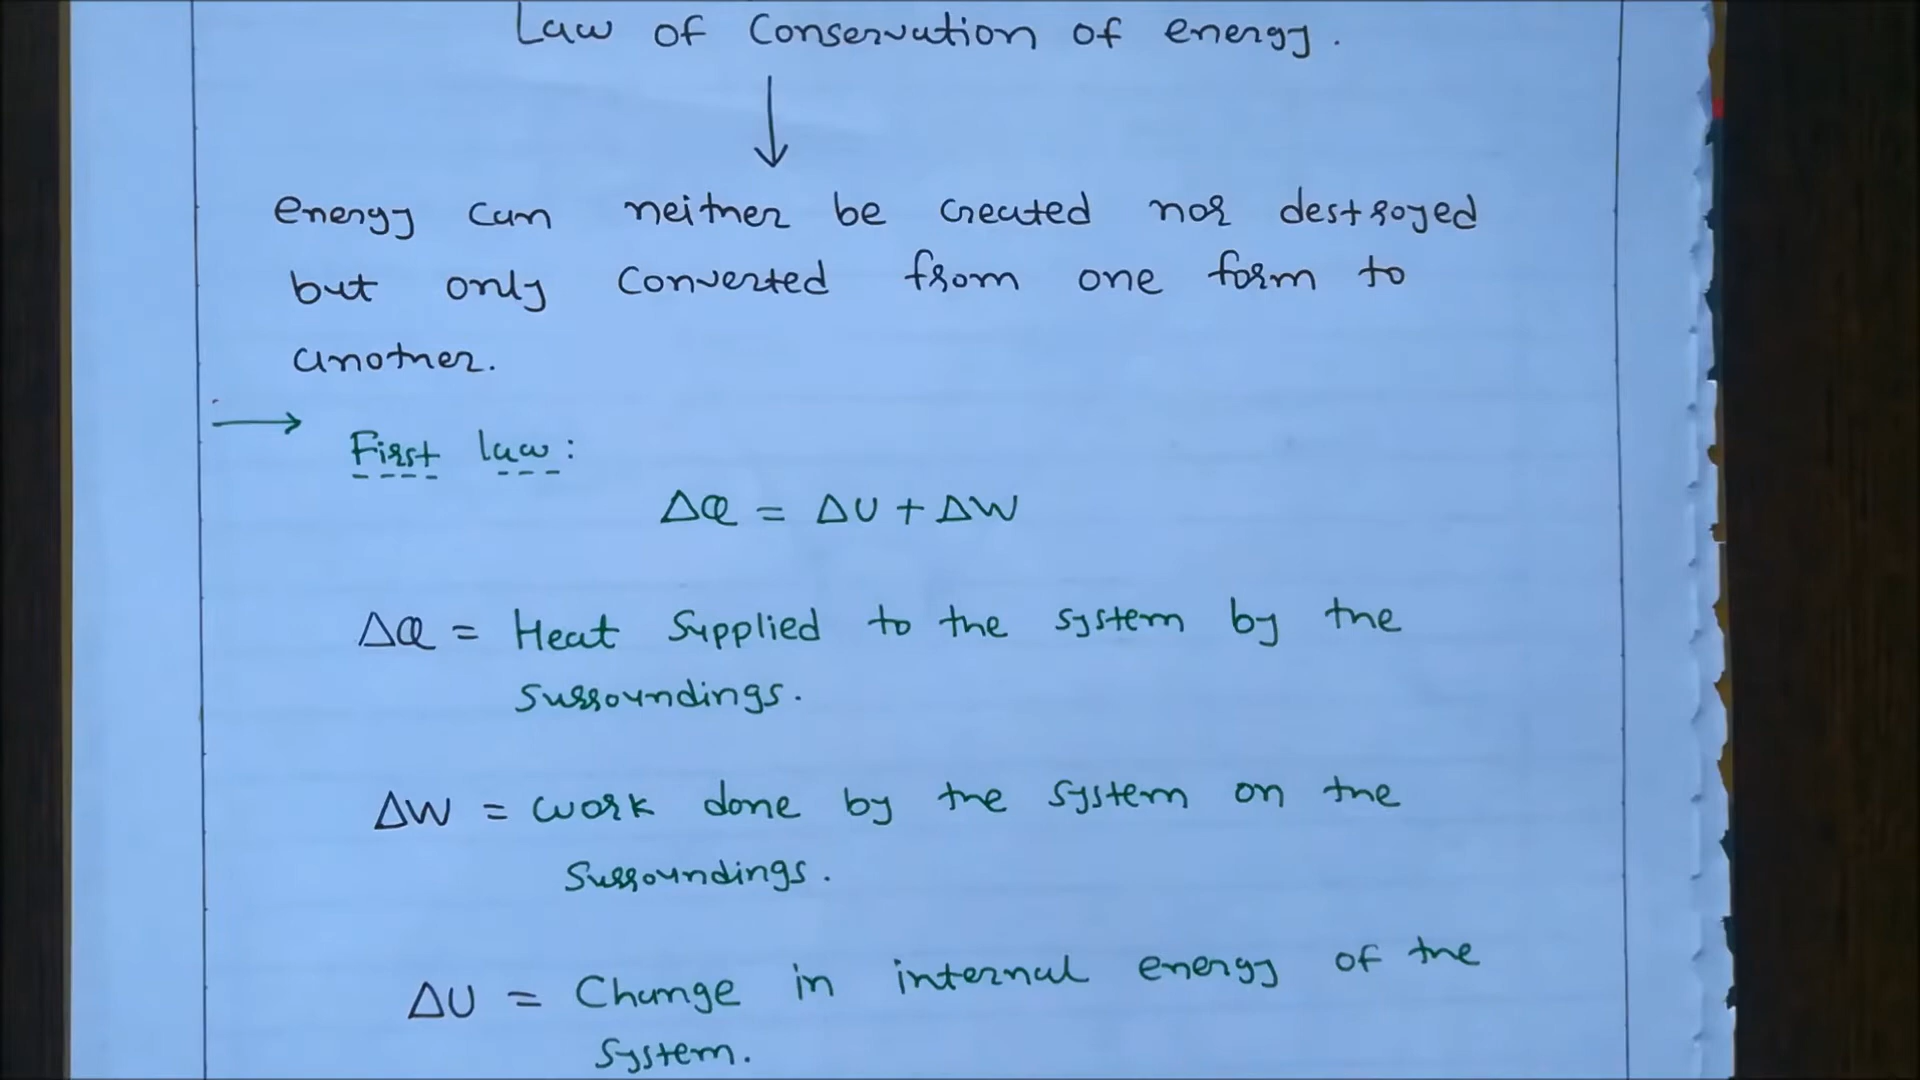 Law of Conservation of energy.
energy can neither be created nor destroyed
but only converted from one form to
another.
First law:
ΔQ = ΔU + ΔW
ΔQ = Heat Supplied to the system by the
surroundings.
ΔW = work done by the system on the
surroundings.
ΔU = Change in internal energy of the
system.